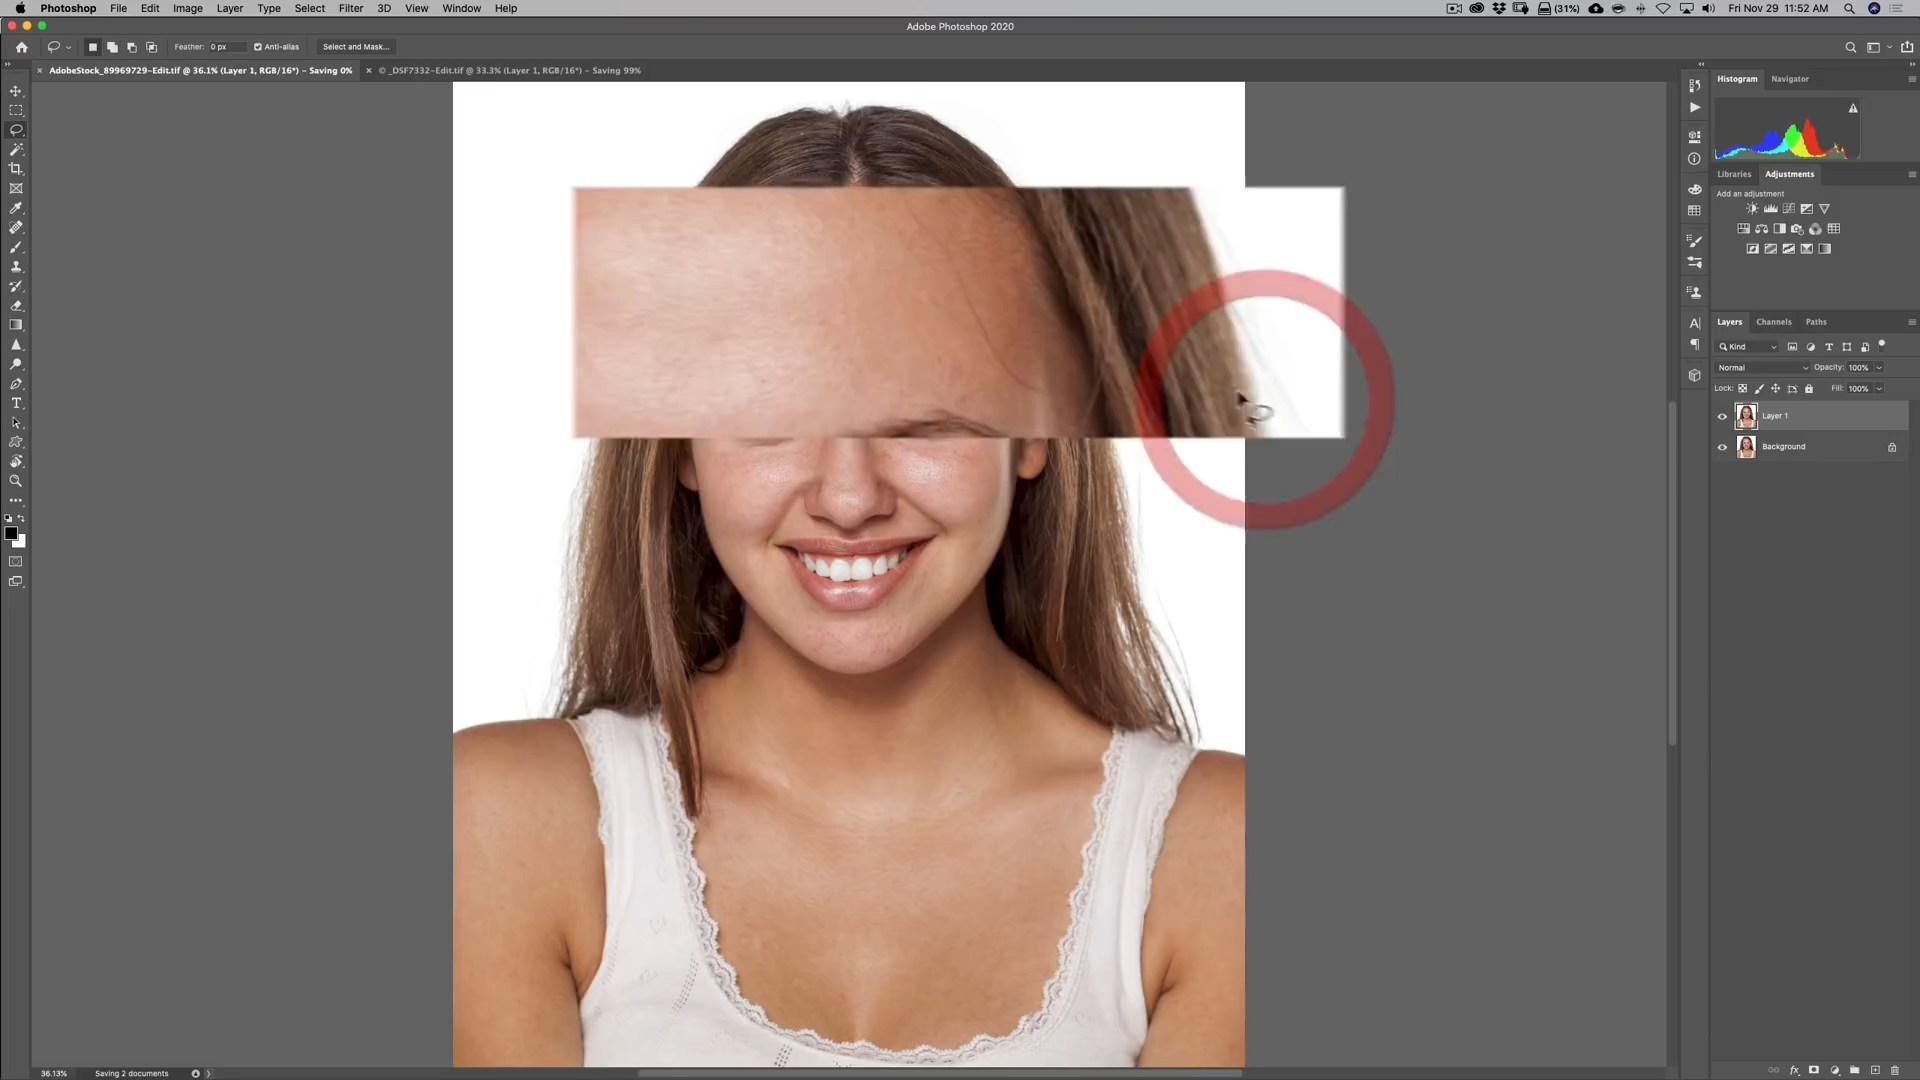 Photoshop File Edit Image Layer Type Select Filter 3D View Window Help (31%) Fri Nov 29 11:52 AM
Adobe Photoshop 2020
Feather: 0 px Anti-alias Select and Mask...
AdobeStock_89969729-Edit.tif @ 36.1% (Layer 1, RGB/16*) – Saving 0% © _DSF7332-Edit.tif @ 33.3% (Layer 1, RGB/16*) – Saving 99%
Histogram Navigator
Libraries Adjustments
Add an adjustment
Layers Channels Paths
Kind
Normal Opacity: 100%
Lock: Fill: 100%
Layer 1
Background
36.13% Saving 2 documents